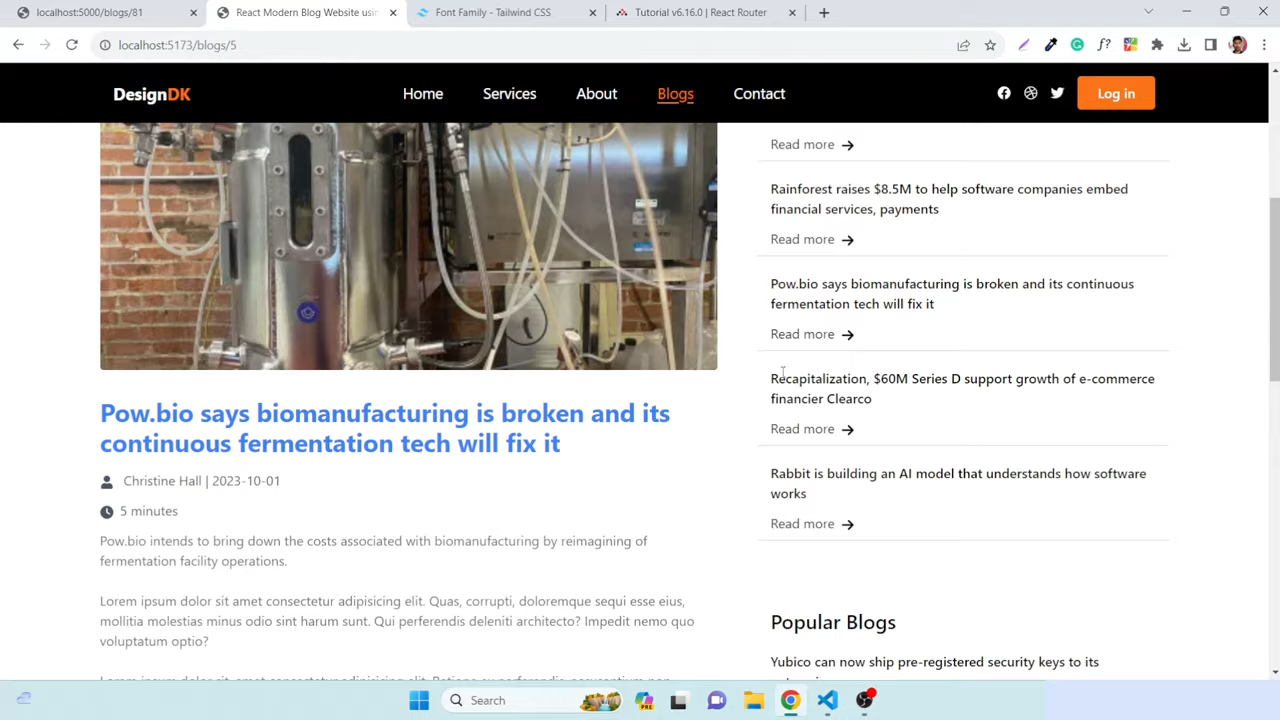 localhost:5000/blogs/81
React Modern Blog Website usin
Font Family - Tailwind CSS
Tutorial v6.16.0 | React Router
localhost:5173/blogs/5
DesignDK
Home
Services
About
Blogs
Contact
Log in
Read more
Rainforest raises $8.5M to help software companies embed
financial services, payments
Read more
Pow.bio says biomanufacturing is broken and its continuous
fermentation tech will fix it
Read more
Recapitalization, $60M Series D support growth of e-commerce
financier Clearco
Read more
Rabbit is building an AI model that understands how software
works
Read more
Popular Blogs
Yubico can now ship pre-registered security keys to its
Pow.bio says biomanufacturing is broken and its
continuous fermentation tech will fix it
Christine Hall | 2023-10-01
5 minutes
Pow.bio intends to bring down the costs associated with biomanufacturing by reimagining of
fermentation facility operations.
Lorem ipsum dolor sit amet consectetur adipisicing elit. Quas, corrupti, doloremque sequi esse eius,
mollitia molestias minus odio sint harum sunt. Qui perferendis deleniti architecto? Impedit nemo quo
voluptatum optio?
Search